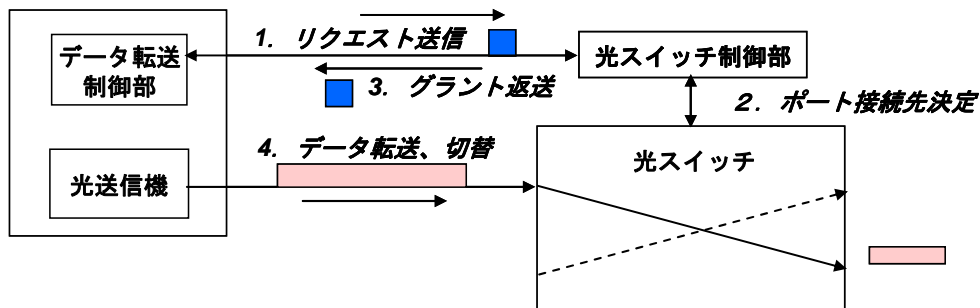 1. リクエスト送信
データ転送
制御部
光スイッチ制御部
3. グラント返送
2. ポート接続先決定
4. データ転送、切替
光スイッチ
光送信機